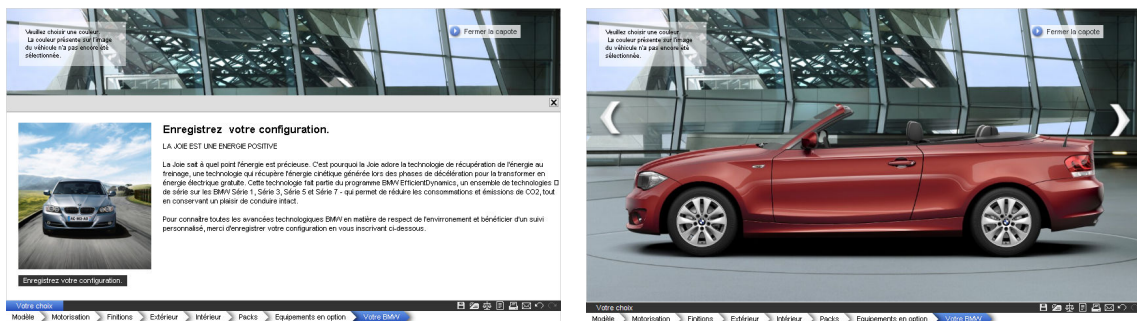 Veuillez choisir une couleur.
La couleur présente sur l'image
du véhicule n'a pas encore été
sélectionnée.
Fermer la capote
Enregistrez votre configuration.
LA JOIE EST UNE ENERGIE POSITIVE
La Joie sait à quel point l'énergie est précieuse. C'est pourquoi la Joie adore la technologie de récupération de l'énergie au
freinage, une technologie qui récupère l'énergie cinétique générée lors des phases de décélération pour la transformer en
énergie électrique gratuite. Cette technologie fait partie du programme BMW EfficientDynamics, un ensemble de technologies
de série sur les BMW Série 1, Série 3, Série 5 et Série 7 - qui permet de réduire les consommations et émissions de CO2, tout
en conservant un plaisir de conduire intact.
Pour connaître toutes les avancées technologiques BMW en matière de respect de l'environnement et bénéficier d'un suivi
personnalisé, merci d'enregistrer votre configuration en vous inscrivant ci-dessous.
Enregistrez votre configuration.
Votre choix
Modèle Motorisation Finitions Extérieur Intérieur Packs Equipements en option Votre BMW
Veuillez choisir une couleur.
La couleur présente sur l'image
du véhicule n'a pas encore été
sélectionnée.
Fermer la capote
Votre choix
Modèle Motorisation Finitions Extérieur Intérieur Packs Equipements en option Votre BMW